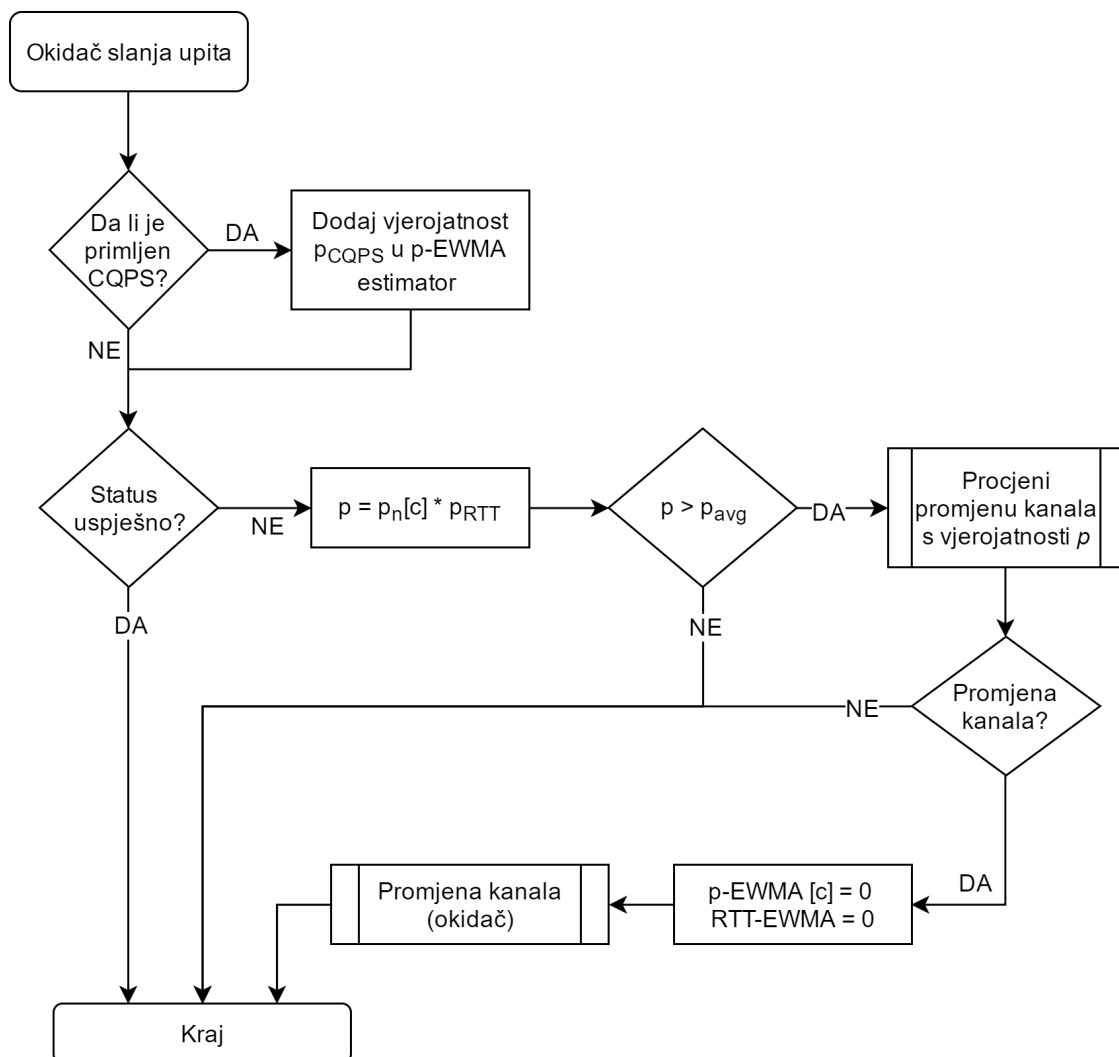 Okidač slanja upita
Da li je
primljen
CQPS?
DA
Dodaj vjerojatnost
pCQPS u p-EWMA
estimator
NE
Status
uspješno?
NE
p = pn[c] * pRTT
p > pavg
DA
Procjeni
promjenu kanala
s vjerojatnosti p
DA
NE
Promjena
kanala?
NE
DA
p-EWMA [c] = 0
RTT-EWMA = 0
Promjena kanala
(okidač)
Kraj